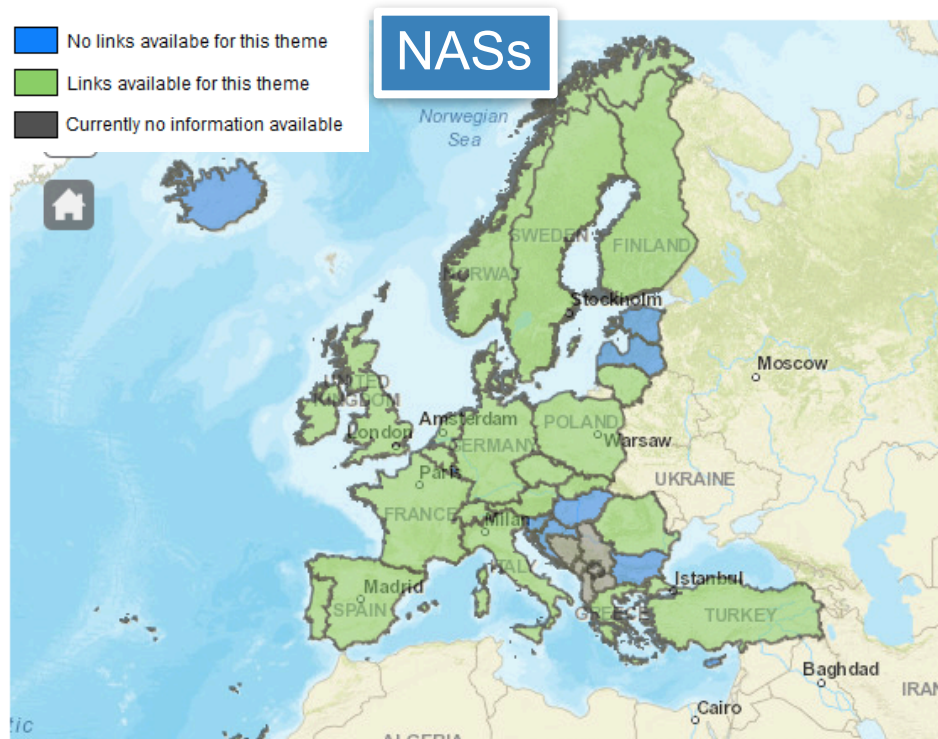 No links availabe for this theme
Links available for this theme
Currently no information available
NASs
Norwegian
Sea
SWEDEN
FINLAND
NORWAY
Stockholm
Moscow
UNITED
KINGDOM
Amsterdam
London
GERMANY
POLAND
Warsaw
Paris
UKRAINE
FRANCE
Milan
ITALY
Madrid
SPAIN
Istanbul
GREECE
TURKEY
Baghdad
IRAN
Cairo
tic
ALGERIA